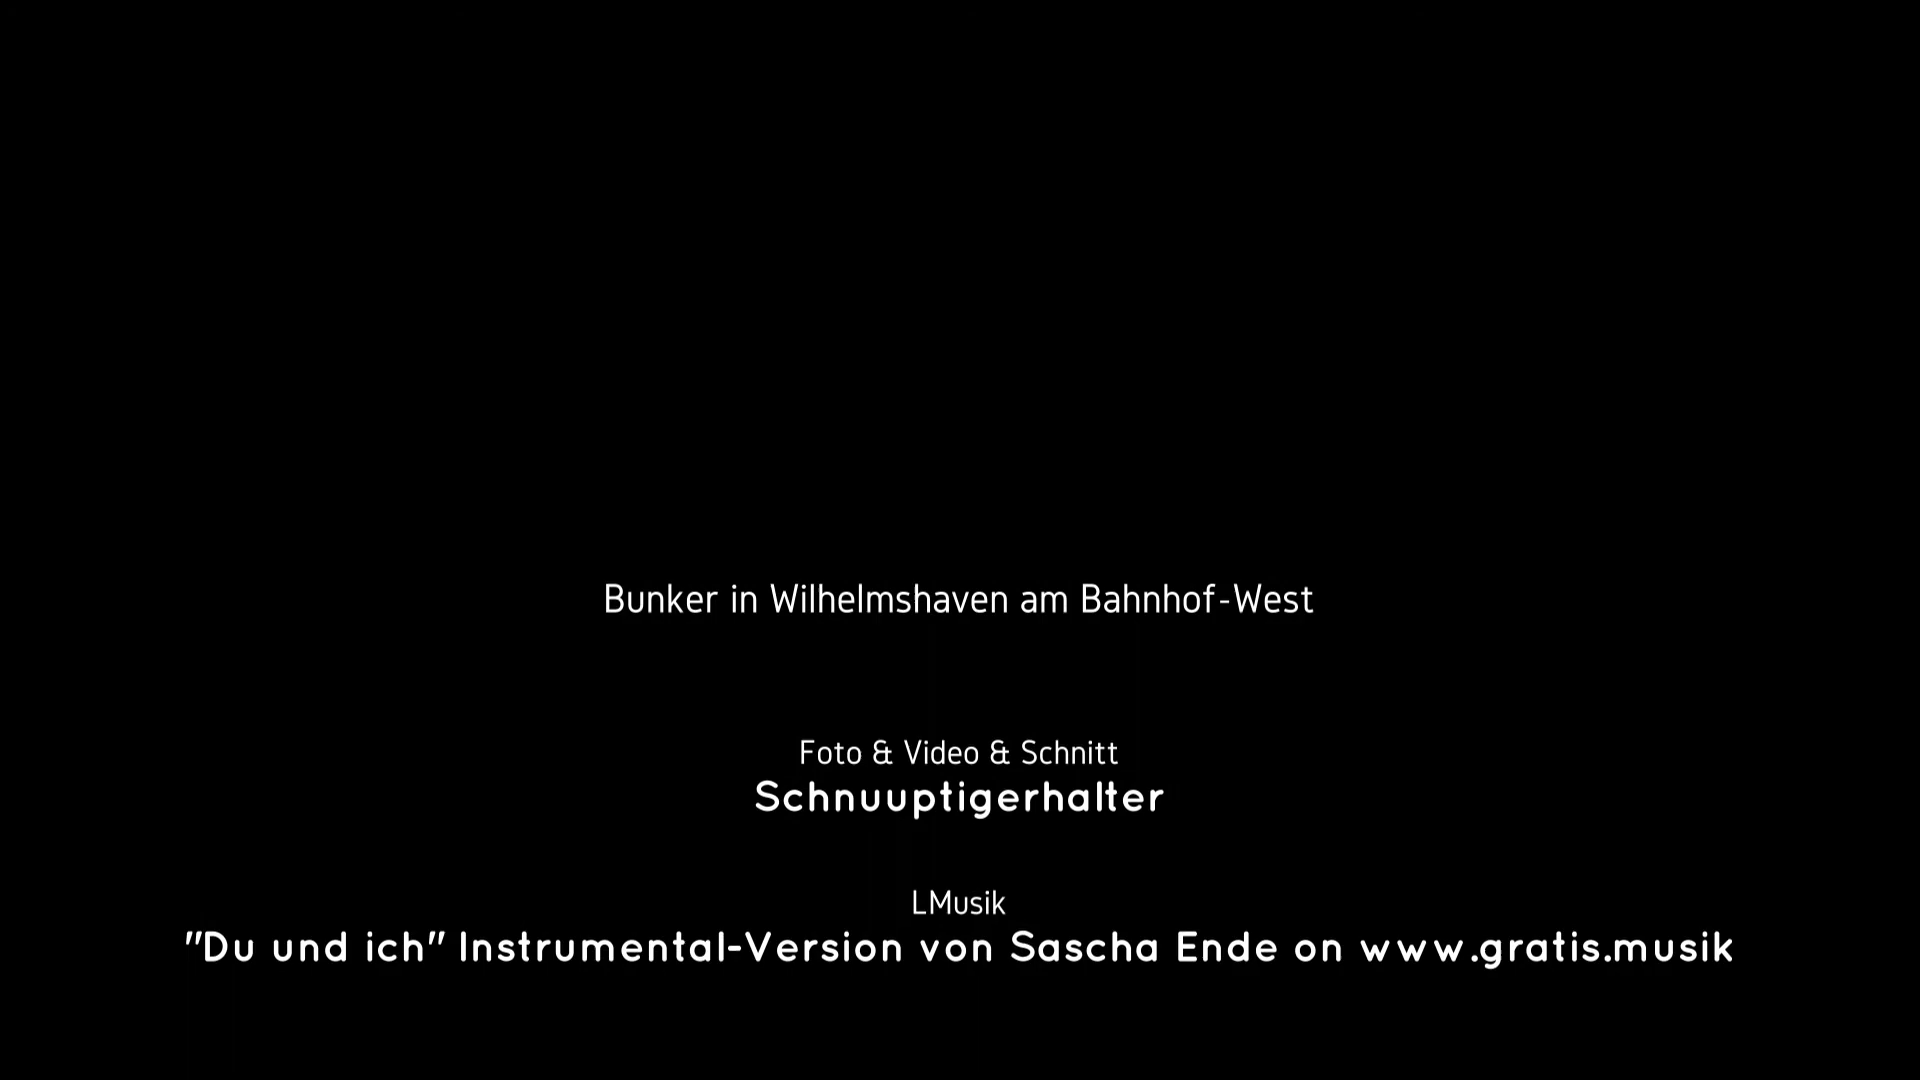 Bunker in Wilhelmshaven am Bahnhof-West
Foto & Video & Schnitt
Schnuuptigerhalter
LMusik
"Du und ich" Instrumental-Version von Sascha Ende on www.gratis.musik